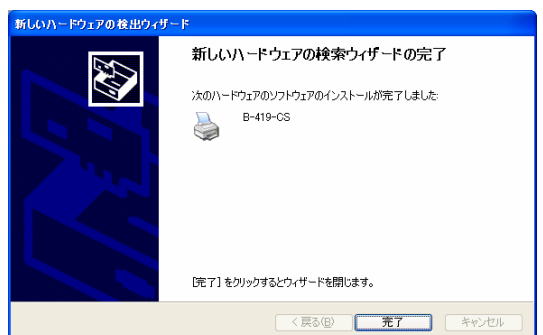 新しいハードウェアの検出ウィザード
新しいハードウェアの検索ウィザードの完了
次のハードウェアのソフトウェアのインストールが完了しました:
B-419-CS
[完了] をクリックするとウィザードを閉じます。
< 戻る(B) 完了 キャンセル